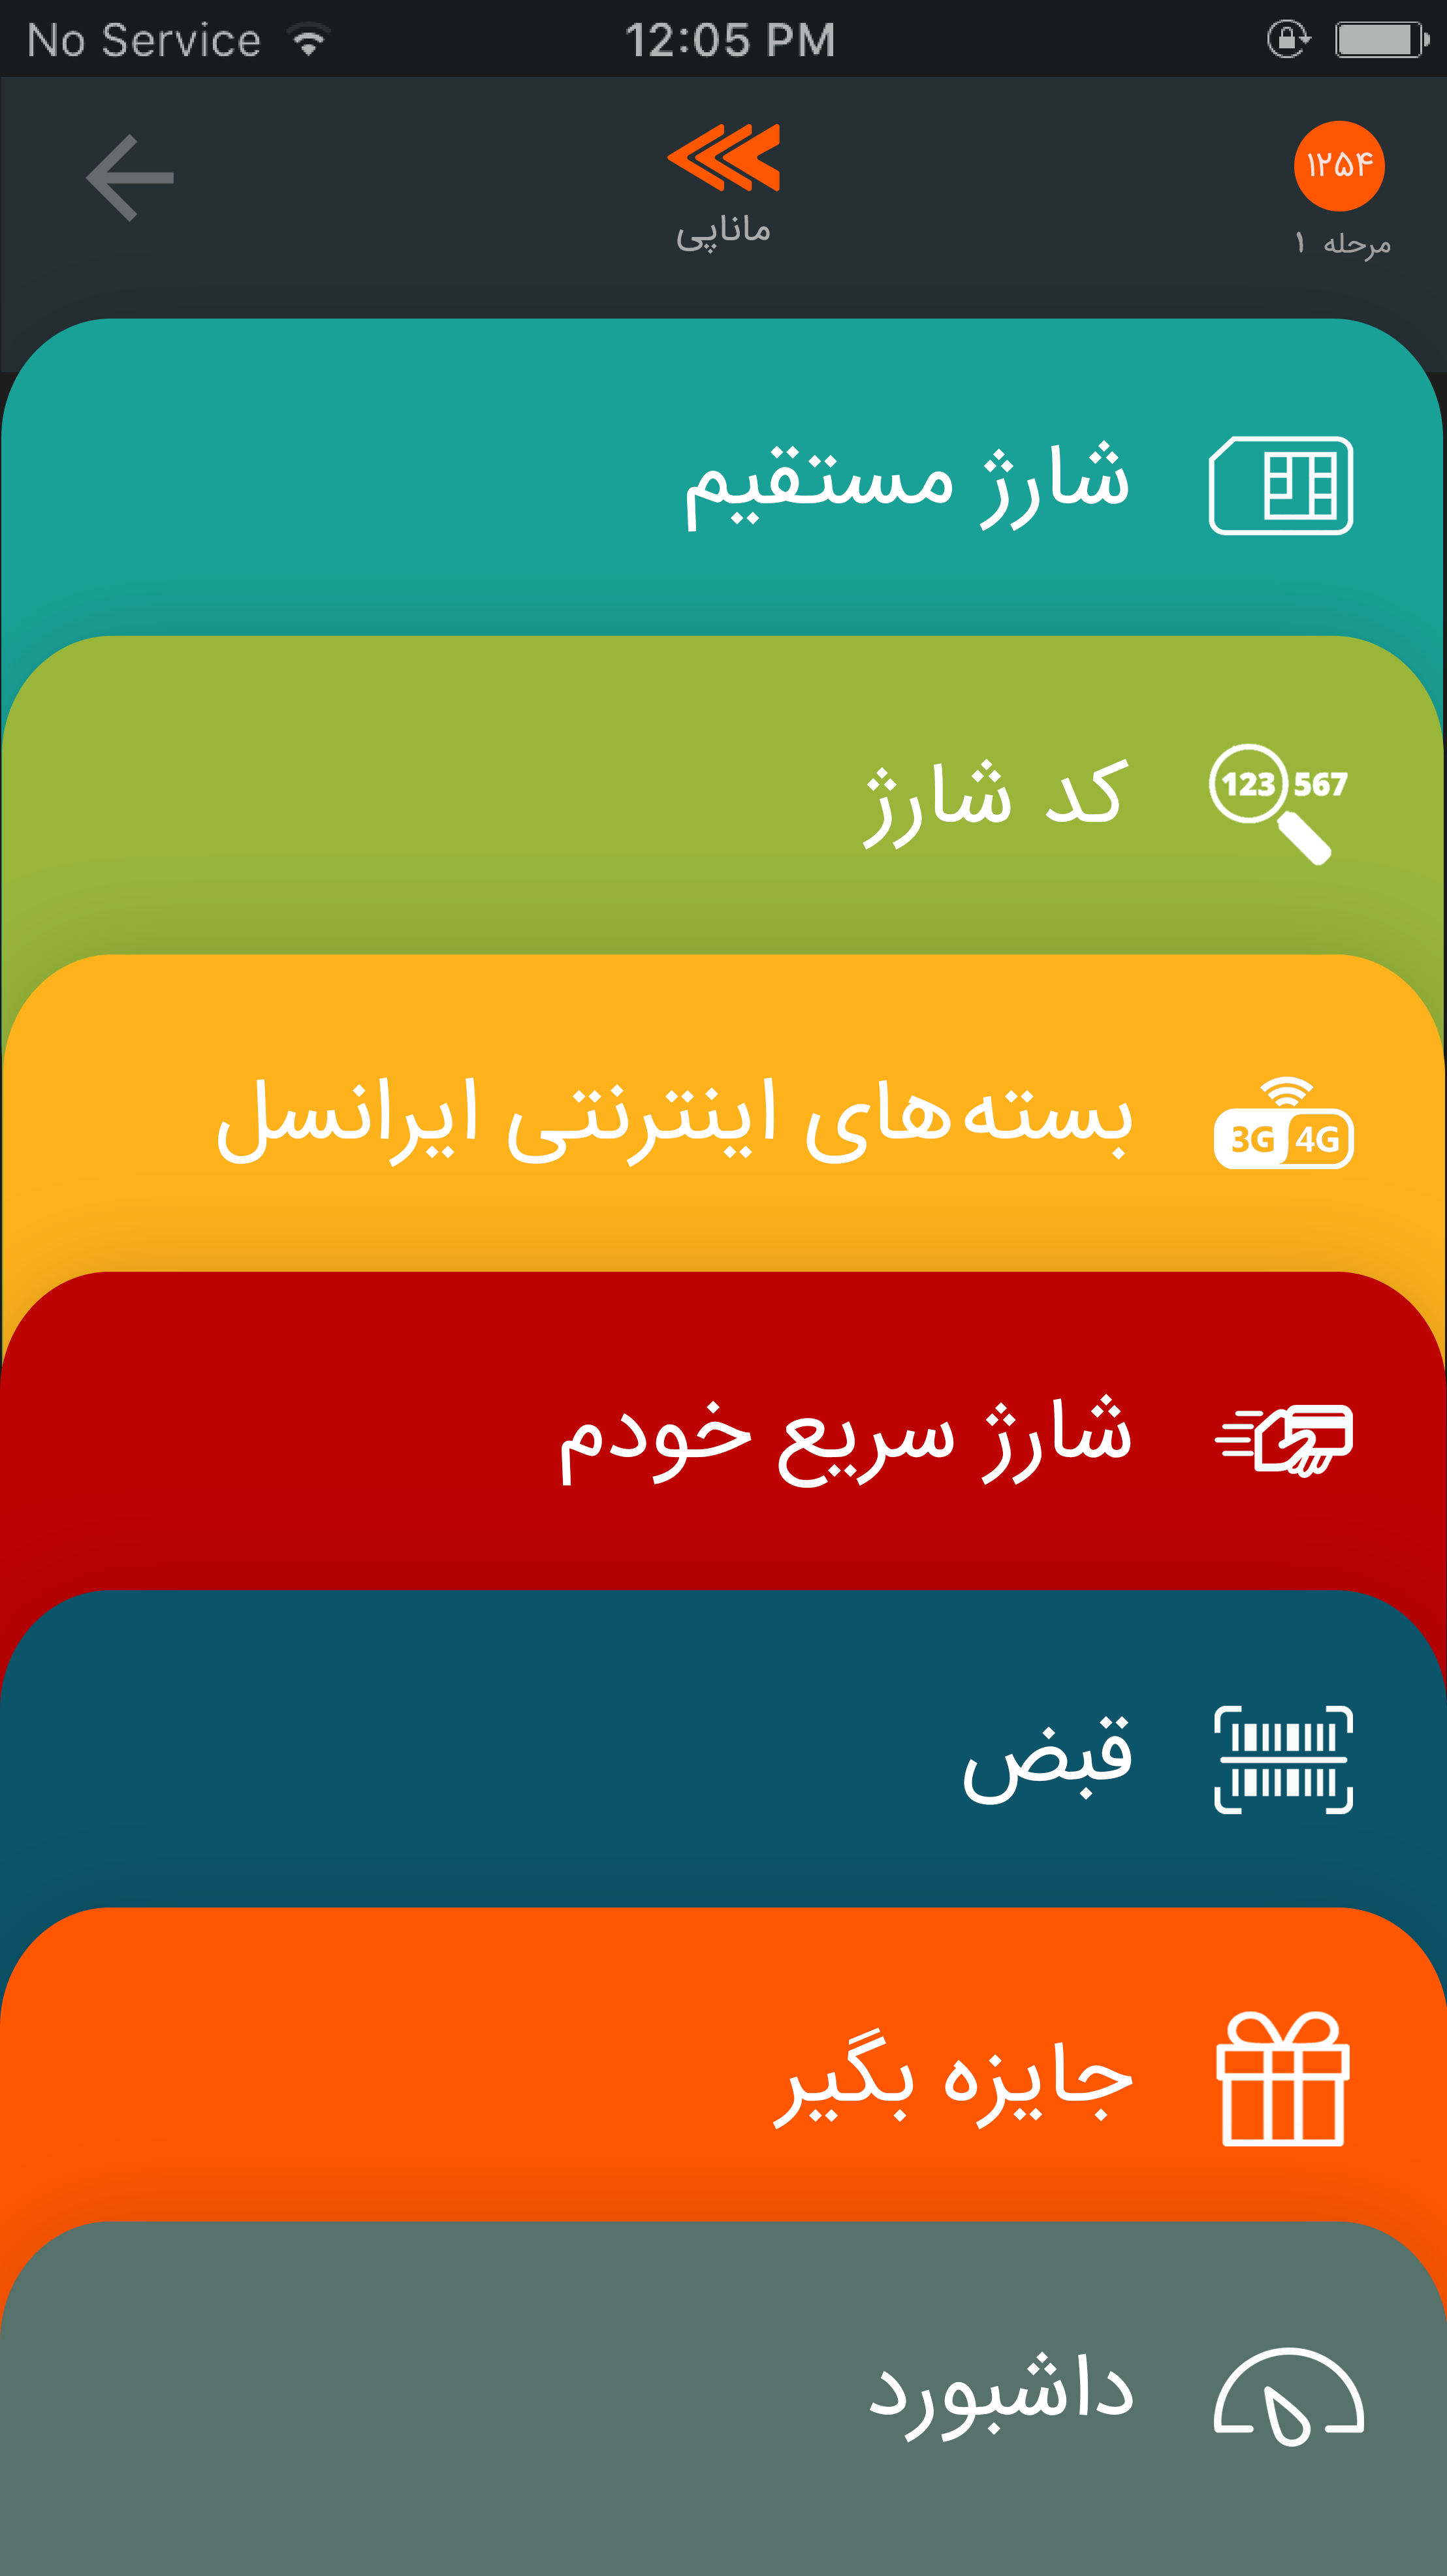 No Service 12:05 PM
۱۲۵۴
ماناپی
مرحله ۱
شارژ مستقیم
123 567
کد شارژ
3G 4G
بسته‌های اینترنتی ایرانسل
شارژ سریع خودم
قبض
جایزه بگیر
داشبورد